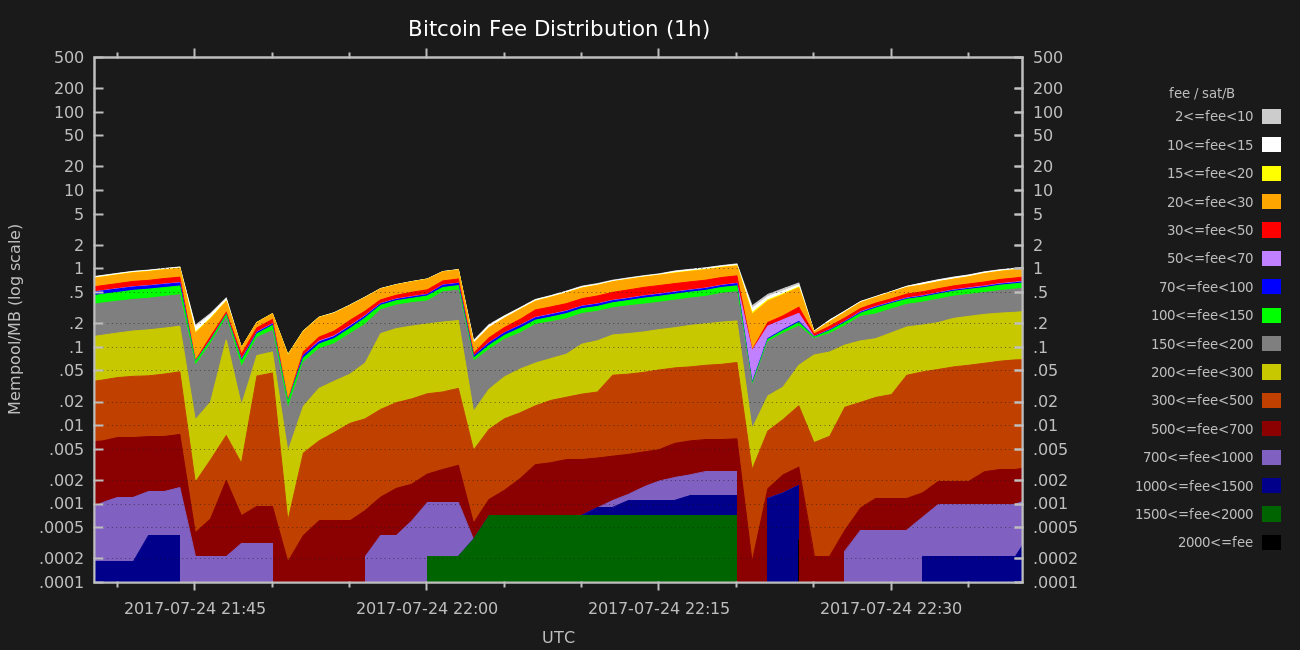 Bitcoin Fee Distribution (1h)
500 500
200 200
100 100
50 50
20 20
10 10
5 5
2 2
1 1
.5 .5
.2 .2
.1 .1
.05 .05
.02 .02
.01 .01
.005 .005
.002 .002
.001 .001
.0005 .0005
.0002 .0002
.0001 .0001
Mempool/MB (log scale)
2017-07-24 21:45 2017-07-24 22:00 2017-07-24 22:15 2017-07-24 22:30
UTC
fee / sat/B
2<=fee<10
10<=fee<15
15<=fee<20
20<=fee<30
30<=fee<50
50<=fee<70
70<=fee<100
100<=fee<150
150<=fee<200
200<=fee<300
300<=fee<500
500<=fee<700
700<=fee<1000
1000<=fee<1500
1500<=fee<2000
2000<=fee